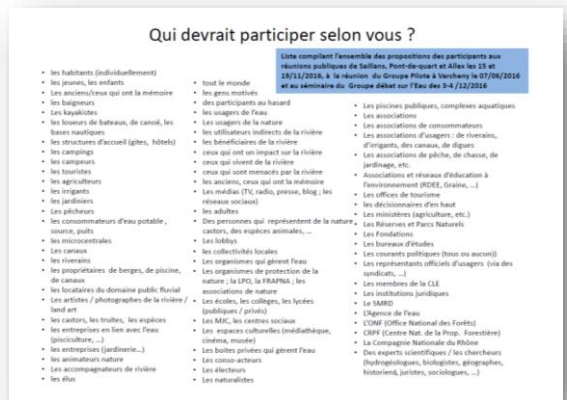 Qui devrait participer selon vous ?
Liste compilant l'ensemble des propositions des participants aux
réunions publiques de Saillans, Pont-de-quart et Alles les 15 et
19/11/2016, à la réunion du Groupe Pilote à Vercheny le 07/06/2016
et au séminaire du Groupe débat sur l'Eau des 3-4 /12/2016
• les habitants (individuellement)
• les jeunes, les enfants
• Les anciens/ceux qui ont la mémoire
• les baigneurs
• Les kayakistes
• les loueurs de bateaux, de canoë, les
bases nautiques
• les structures d'accueil (gites, hôtels)
• les campings
• les campeurs
• les touristes
• les agriculteurs
• les irrigants
• les jardiniers
• Les pêcheurs
• les consommateurs d'eau potable ,
source, puits
• les microcentrales
• Les canaux
• les riverains
• les propriétaires de berges, de piscine,
de canaux
• les locataires du domaine public fluvial
• Les artistes / photographes de la rivière /
land art
• les castors, les truites, les espèces
• les entreprises en lien avec l'eau
(pisciculture, ...)
• les entreprises (jardinerie...)
• les animateurs nature
• Les accompagnateurs de rivière
• les élus
• tout le monde
• les gens motivés
• des participants au hasard
• les usagers de l'eau
• Les usagers de la nature
• les utilisateurs indirects de la rivière
• les bénéficiaires de la rivière
• ceux qui ont un impact sur la rivière
• ceux qui vivent de la rivière
• ceux qui sont menacés par la rivière
• les anciens, ceux qui ont la mémoire
• Les médias (TV, radio, presse, blog ; les
réseaux sociaux)
• les adultes
• Des personnes qui représentent de la nature,
castors, des espèces animales, ...
• Les lobbys
• les collectivités locales
• Les organismes qui gèrent l'eau
• Les organismes de protection de la
nature ; la LPO, la FRAPNA ; les
associations de nature
• Les écoles, les collèges, les lycées
(publiques / privés)
• Les MJC, les centres sociaux
• Les espaces culturelles (médiathèque,
cinéma, musée)
• Les boites privées qui gèrent l'eau
• Les conso-acteurs
• Les électeurs
• Les naturalistes
• Les piscines publiques, complexes aquatiques
• Les associations
• Les associations de consommateurs
• Les associations d'usagers : de riverains,
d'irrigants, des canaux, de digues
• Les associations de pêche, de chasse, de
jardinage, etc.
• Associations et réseaux d'éducation à
l'environnement (RDEE, Graine, ...)
• Les offices de tourisme
• les décisionnaires d'en haut
• Les ministères (agriculture, etc.)
• Les Réserves et Parcs Naturels
• Les Fondations
• Les bureaux d'études
• Les courants politiques (tous ou aucun))
• Les représentants officiels d'usagers (via des
syndicats, ...)
• Les membres de la CLE
• Les institutions juridiques
• Le SMRD
• L'Agence de l'eau
• L'ONF (Office National des Forêts)
• CRPF (Centre Nat. de la Prop. Forestière)
• La Compagnie Nationale du Rhône
• Des experts scientifiques / les chercheurs
(hydrogéologues, biologistes, géographes,
historiens, juristes, sociologues, ...)